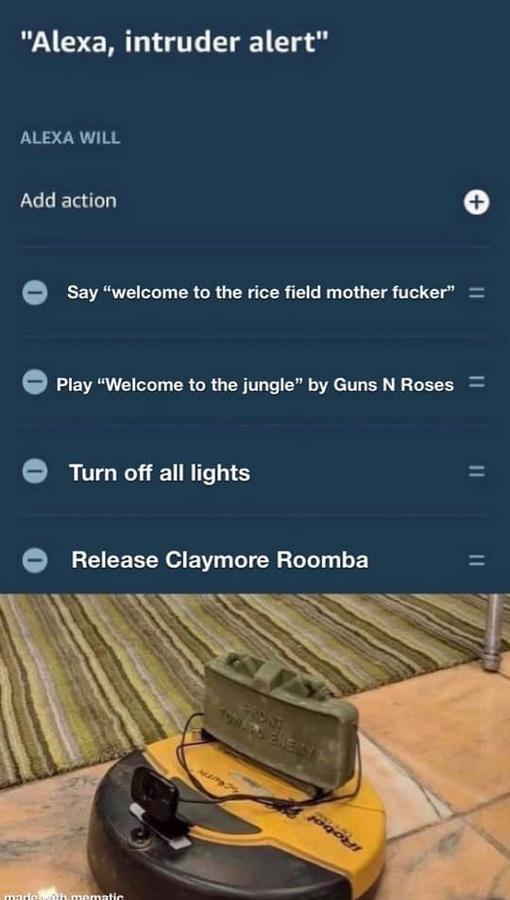 "Alexa, intruder alert"
ALEXA WILL
Add action
Say “welcome to the rice field mother fucker”
Play “Welcome to the jungle” by Guns N Roses
Turn off all lights
Release Claymore Roomba
FRONT
TOWARD ENEMY
iRobot
made with mematic